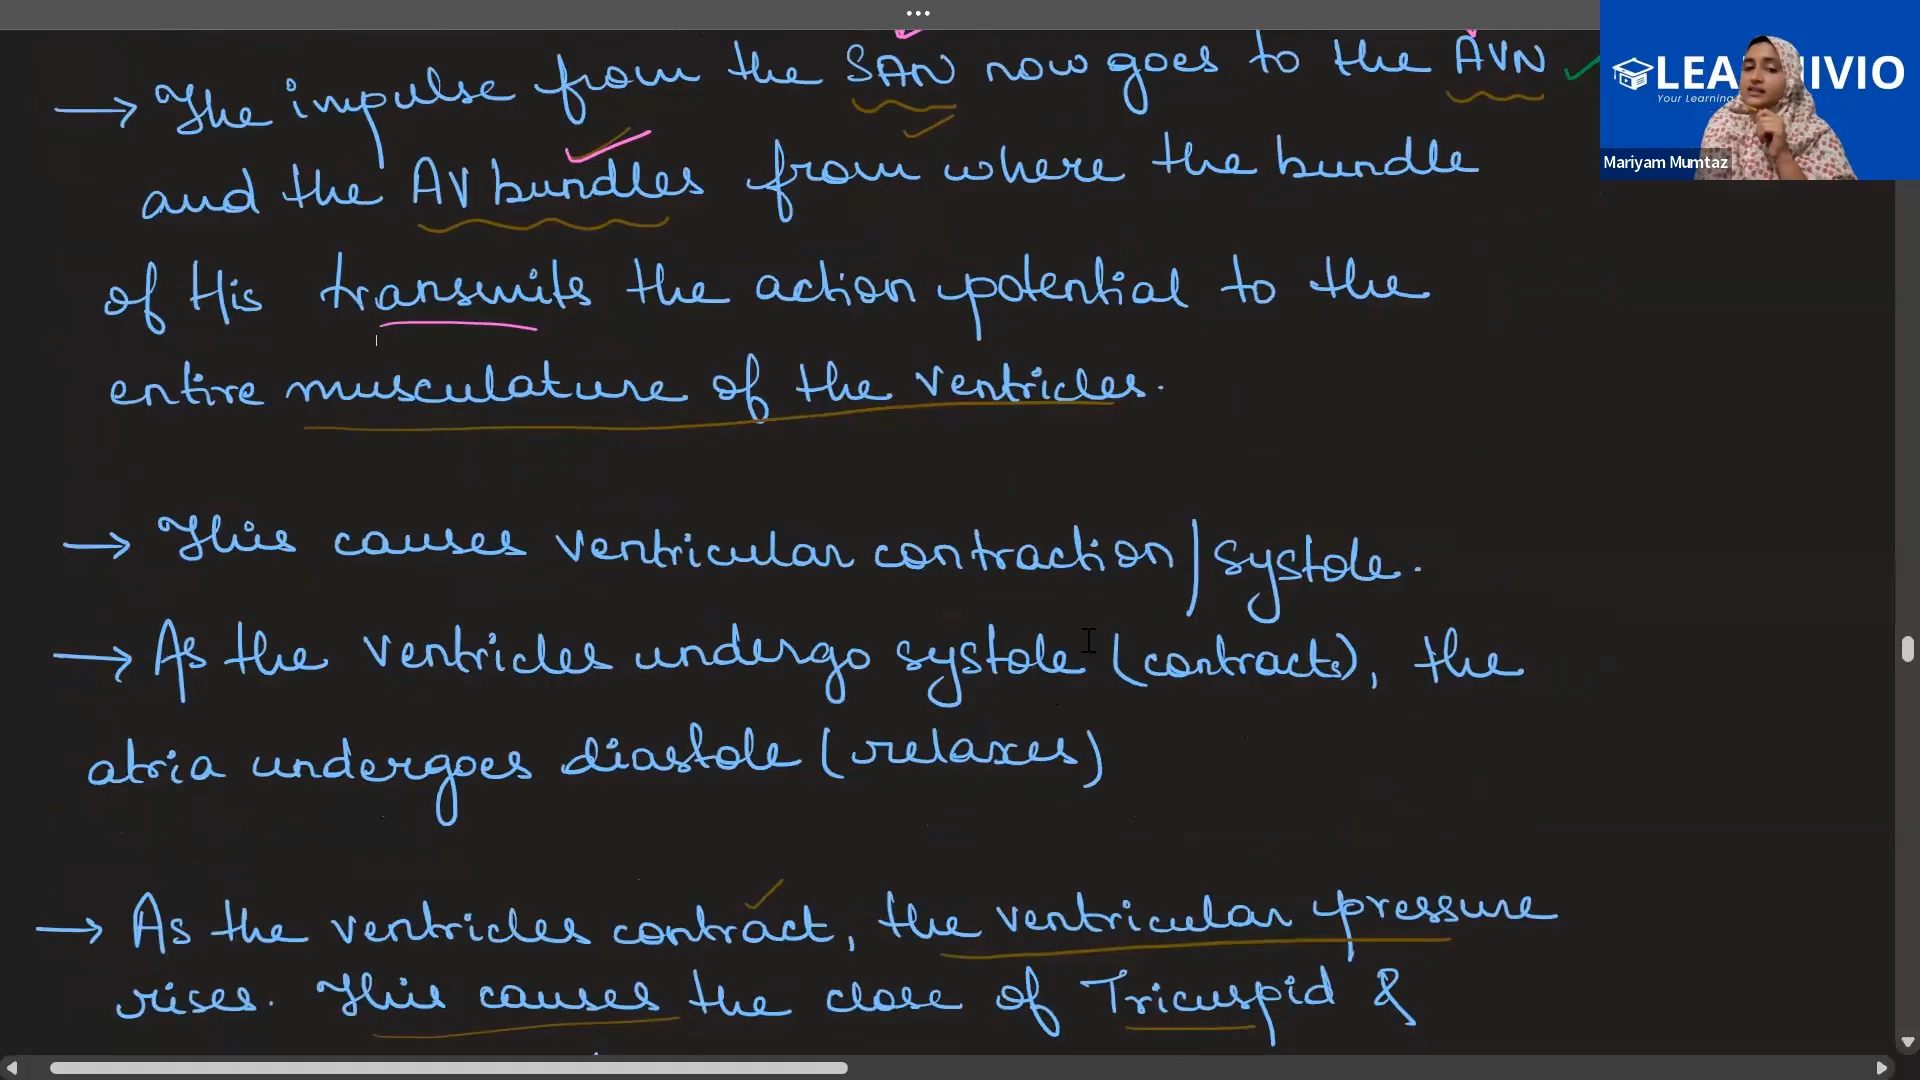 → The impulse from the SAN now goes to the AVN
and the AV bundles from where the bundle
of His transmits the action potential to the
entire musculature of the ventricles.
→ This causes ventricular contraction | systole.
→ As the ventricles undergo systole (contracts), the
atria undergoes diastole (relaxes)
→ As the ventricles contract, the ventricular pressure
rises. This causes the close of Tricuspid &
LEA IVIO
Your Learning
Mariyam Mumtaz